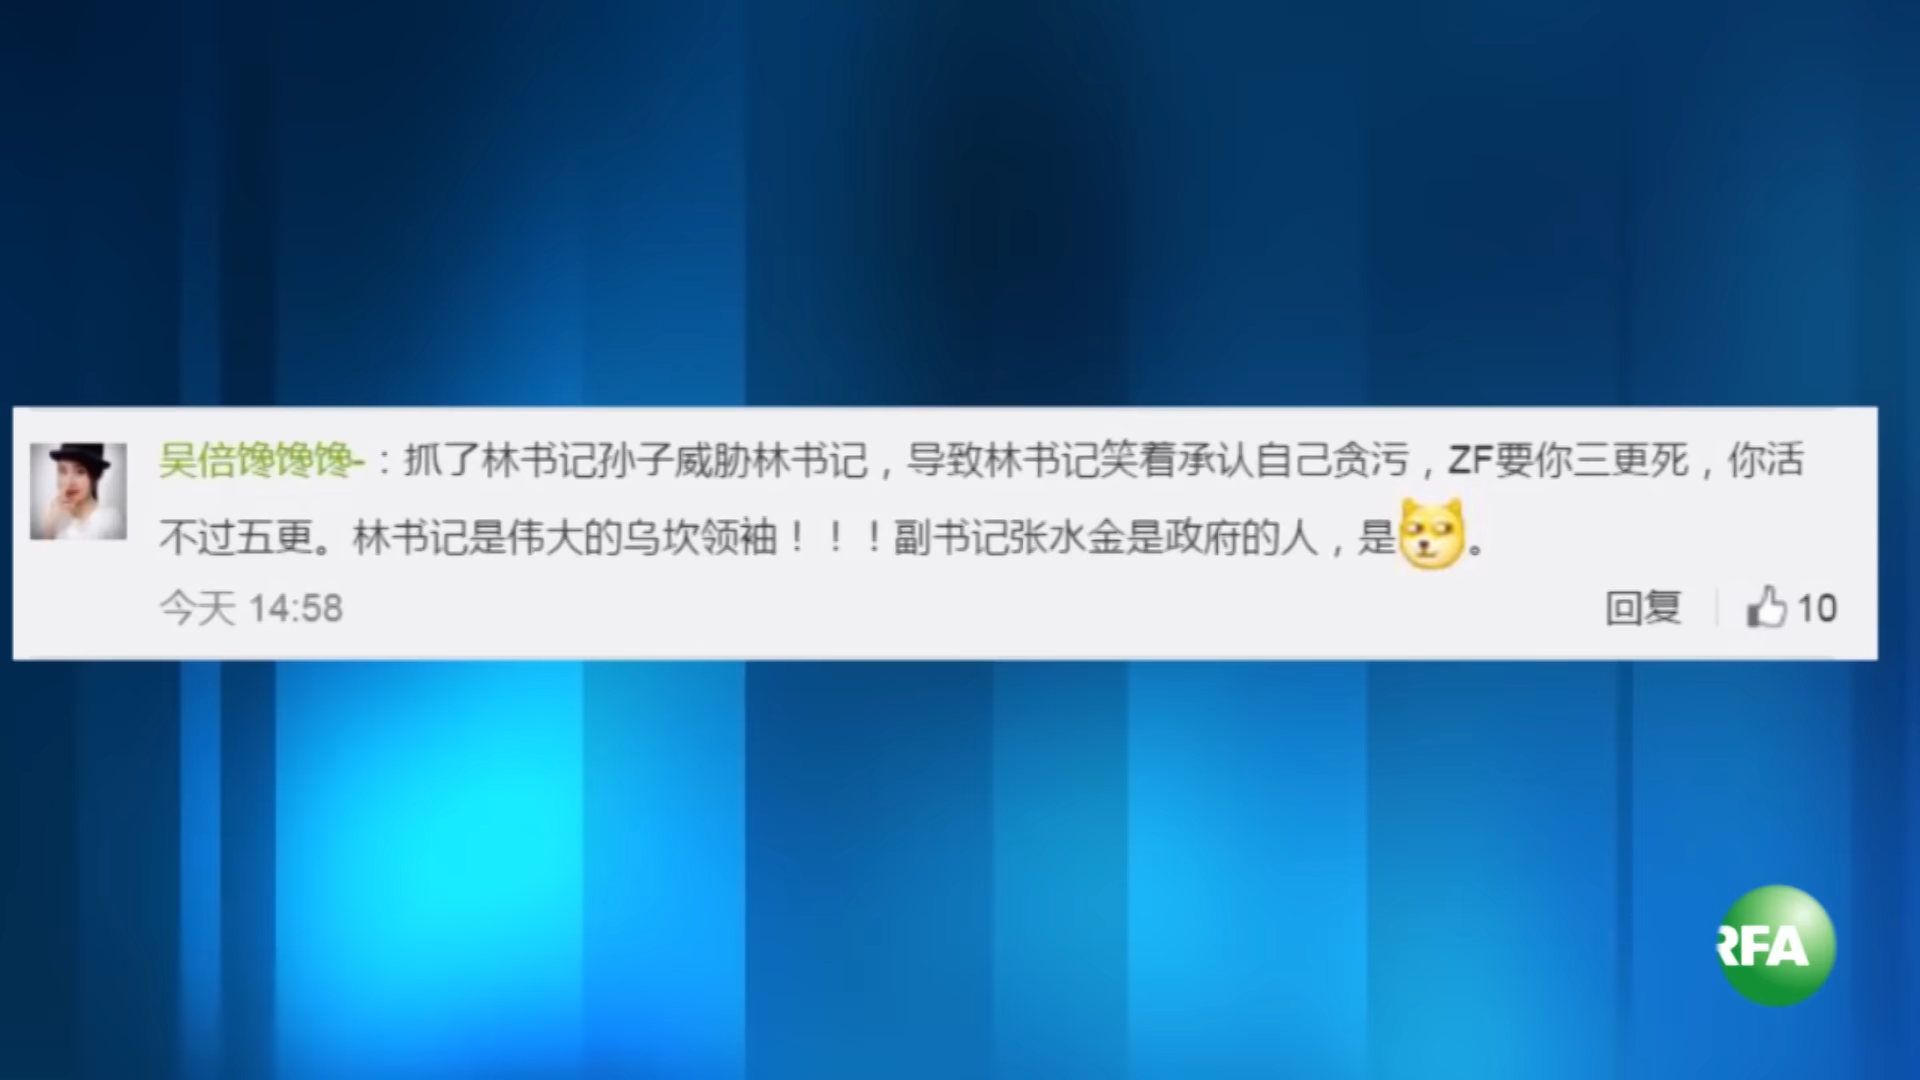 吴倍馋馋馋-：抓了林书记孙子威胁林书记，导致林书记笑着承认自己贪污，ZF要你三更死，你活
不过五更。林书记是伟大的乌坎领袖！！！副书记张水金是政府的人，是。
今天 14:58 回复 10
RFA